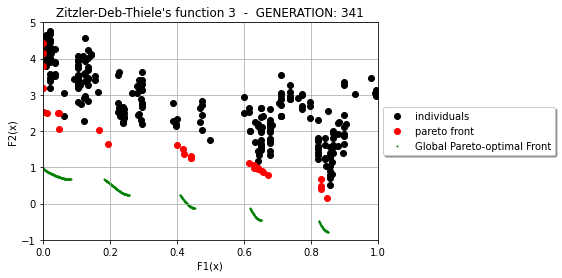 Zitzler-Deb-Thiele's function 3 - GENERATION: 341
5
4
3
2
1
0
−1
F2(x)
0.0 0.2 0.4 0.6 0.8 1.0
F1(x)
individuals
pareto front
Global Pareto-optimal Front